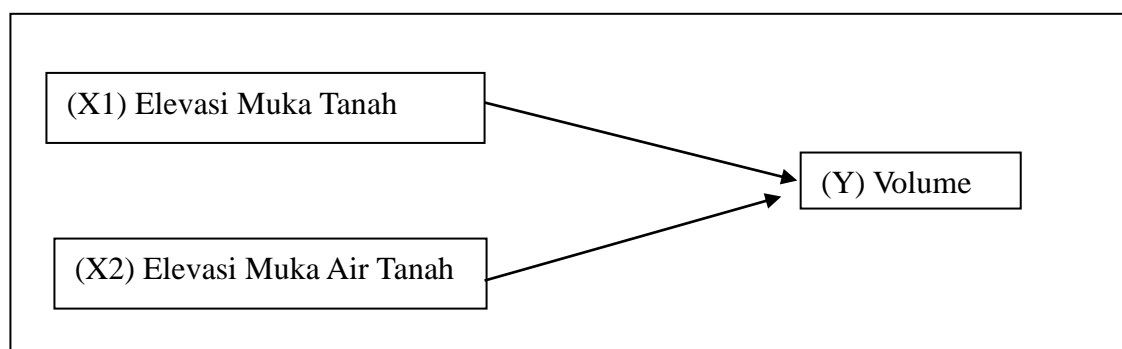 (X1) Elevasi Muka Tanah
(Y) Volume
(X2) Elevasi Muka Air Tanah